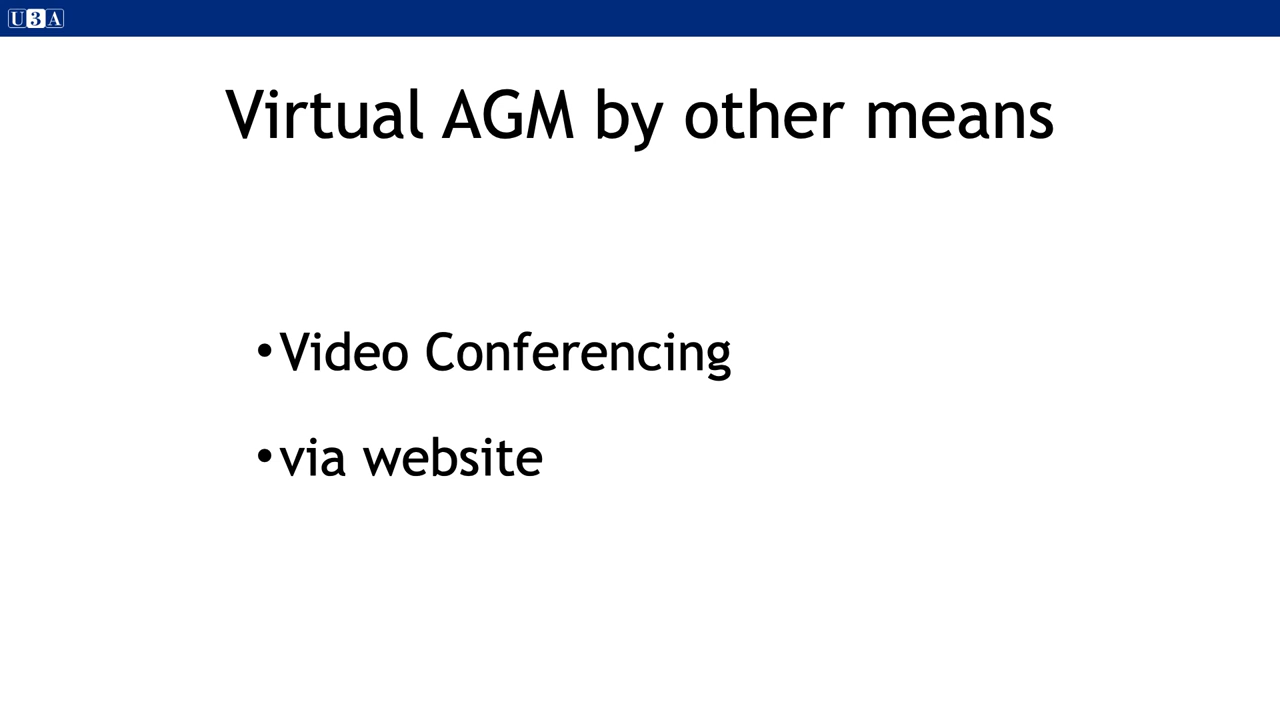 U3A
Virtual AGM by other means
•Video Conferencing
•via website